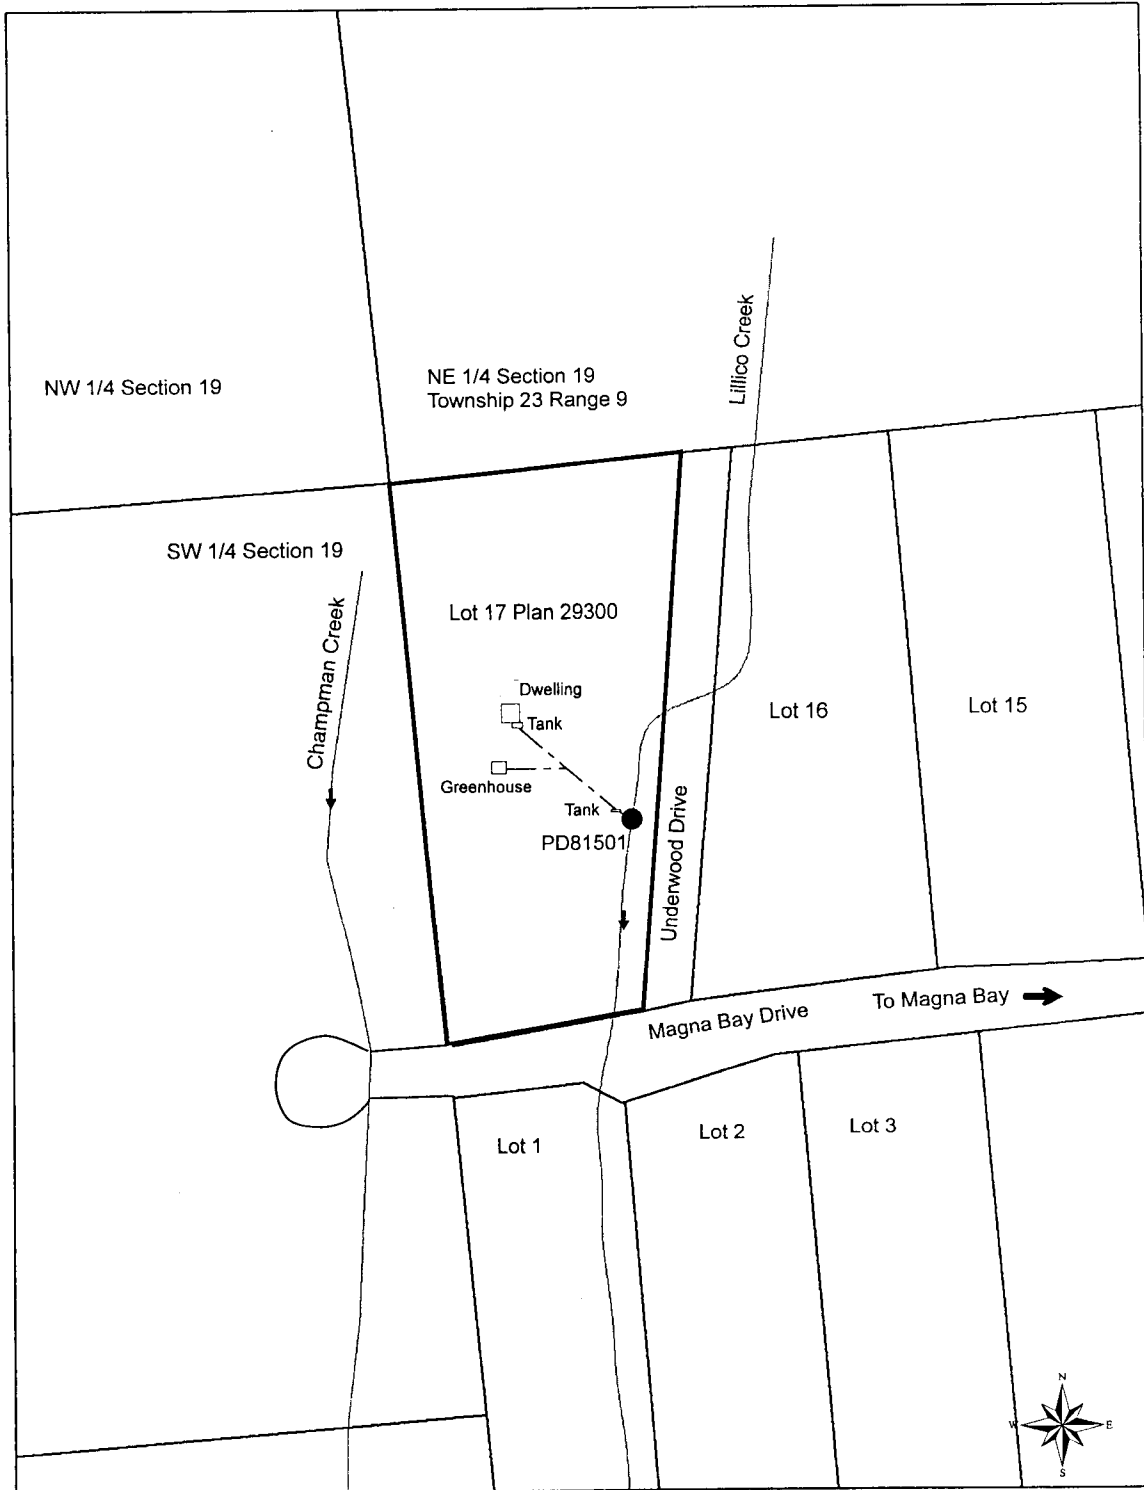 NW 1/4 Section 19
NE 1/4 Section 19
Township 23 Range 9
Lillico Creek
SW 1/4 Section 19
Champman Creek
Lot 17 Plan 29300
Dwelling
Tank
Greenhouse
Tank
PD81501
Underwood Drive
Lot 16
Lot 15
Magna Bay Drive
To Magna Bay
Lot 1
Lot 2
Lot 3
N
W
E
S